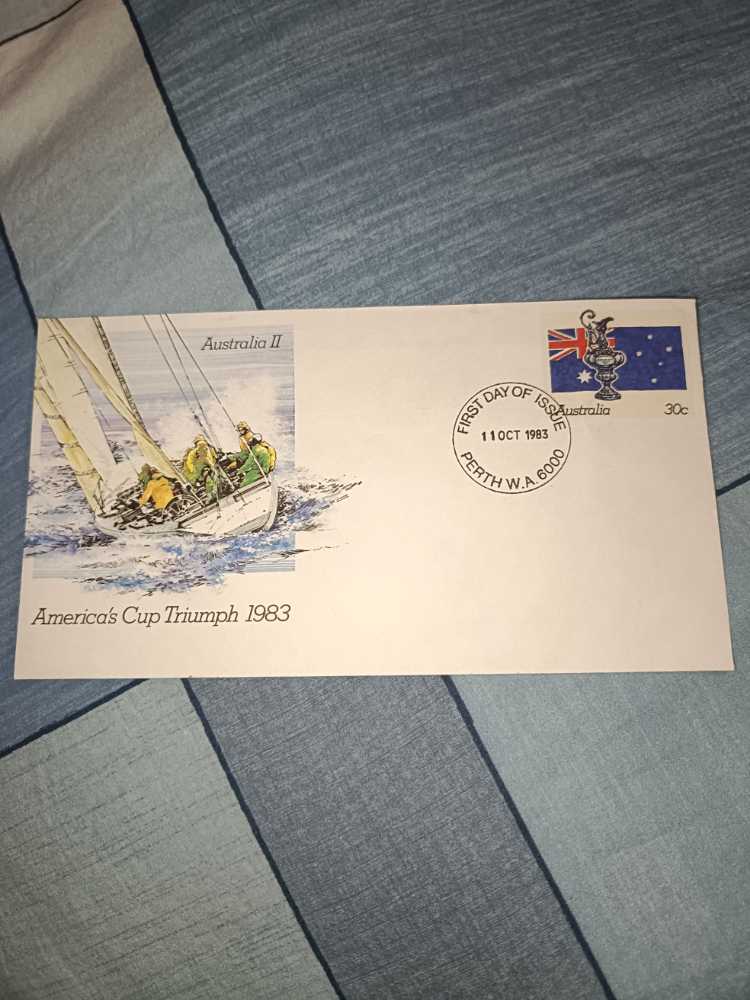 Australia II
Australia 30c
FIRST DAY OF ISSUE
11 OCT 1983
PERTH W.A. 6000
America's Cup Triumph 1983